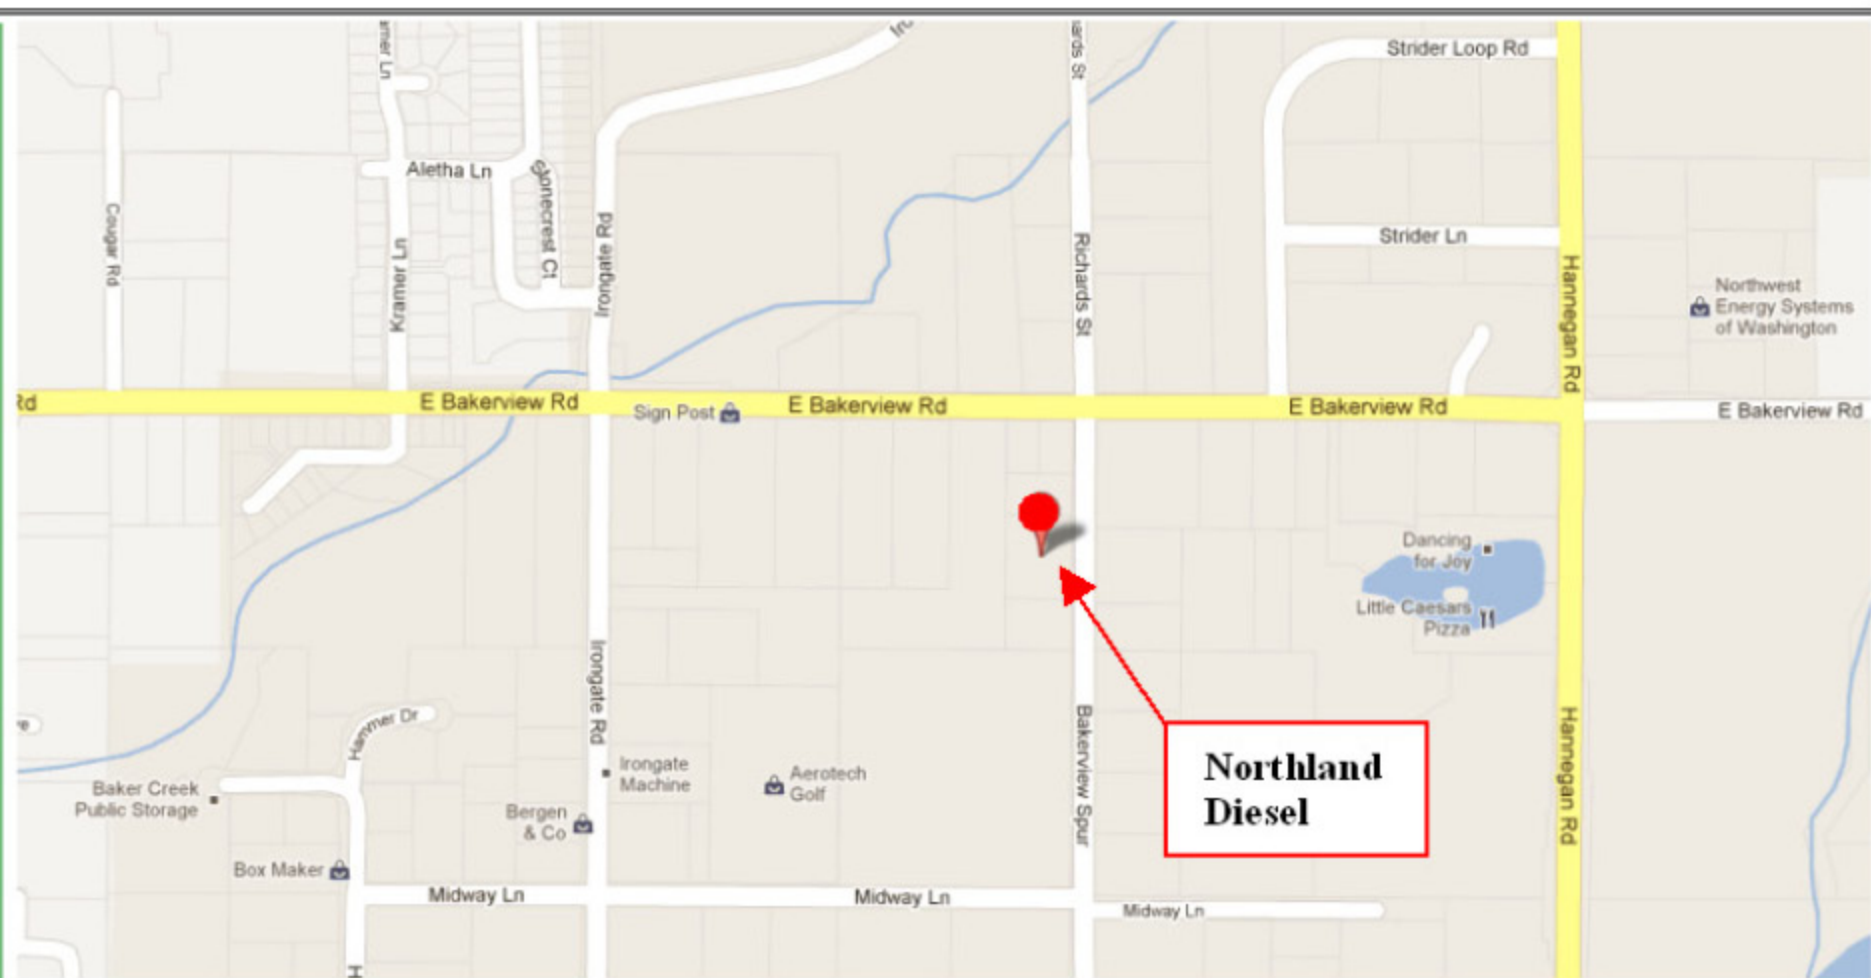 Strider Loop Rd
Aletha Ln
Stonecrest Ct
Cougar Rd
Kramer Ln
Irongate Rd
Richards St
Strider Ln
Hannegan Rd
Northwest
Energy Systems
of Washington
Rd
E Bakerview Rd
Sign Post
E Bakerview Rd
E Bakerview Rd
E Bakerview Rd
Dancing
for Joy
Little Caesars
Pizza
Irongate Rd
Hammer Dr
Bakerview Spur
Hannegan Rd
Northland
Diesel
Irongate
Machine
Aerotech
Golf
Baker Creek
Public Storage
Bergen
& Co
Box Maker
Midway Ln
Midway Ln
Midway Ln